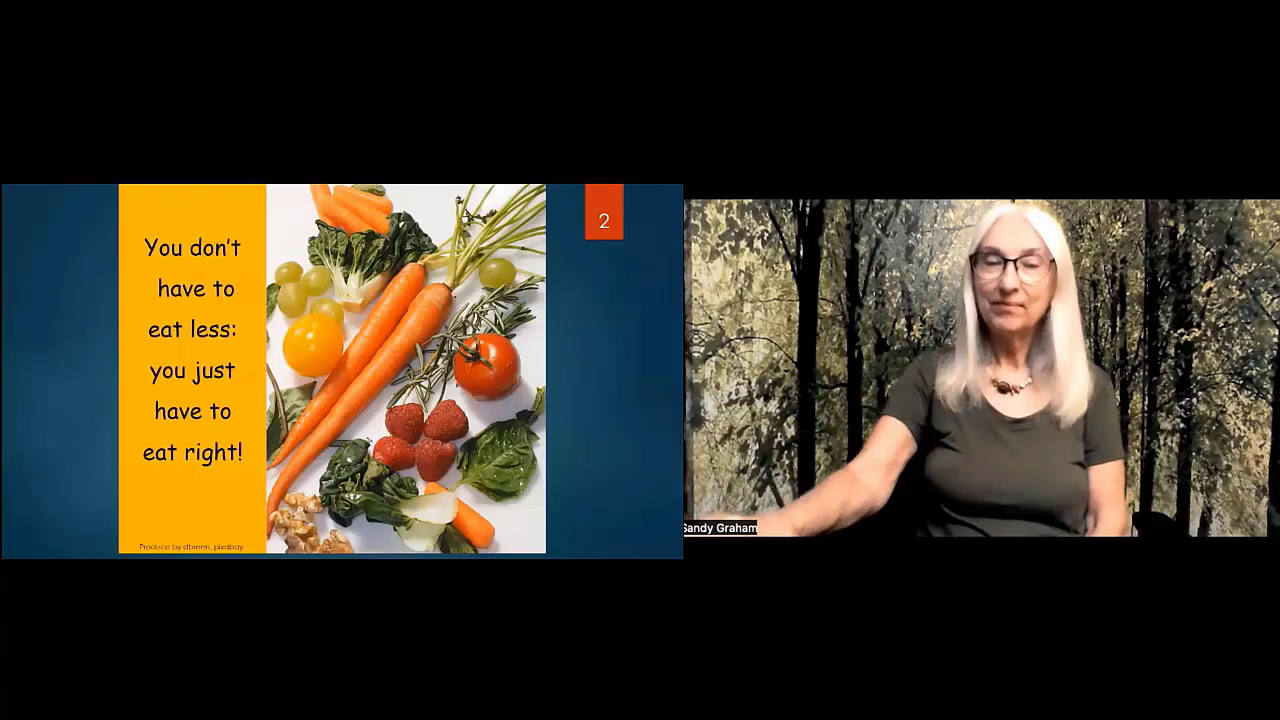 You don't
have to
eat less:
you just
have to
eat right!
Produce by dbreen, pixabay
2
Sandy Graham